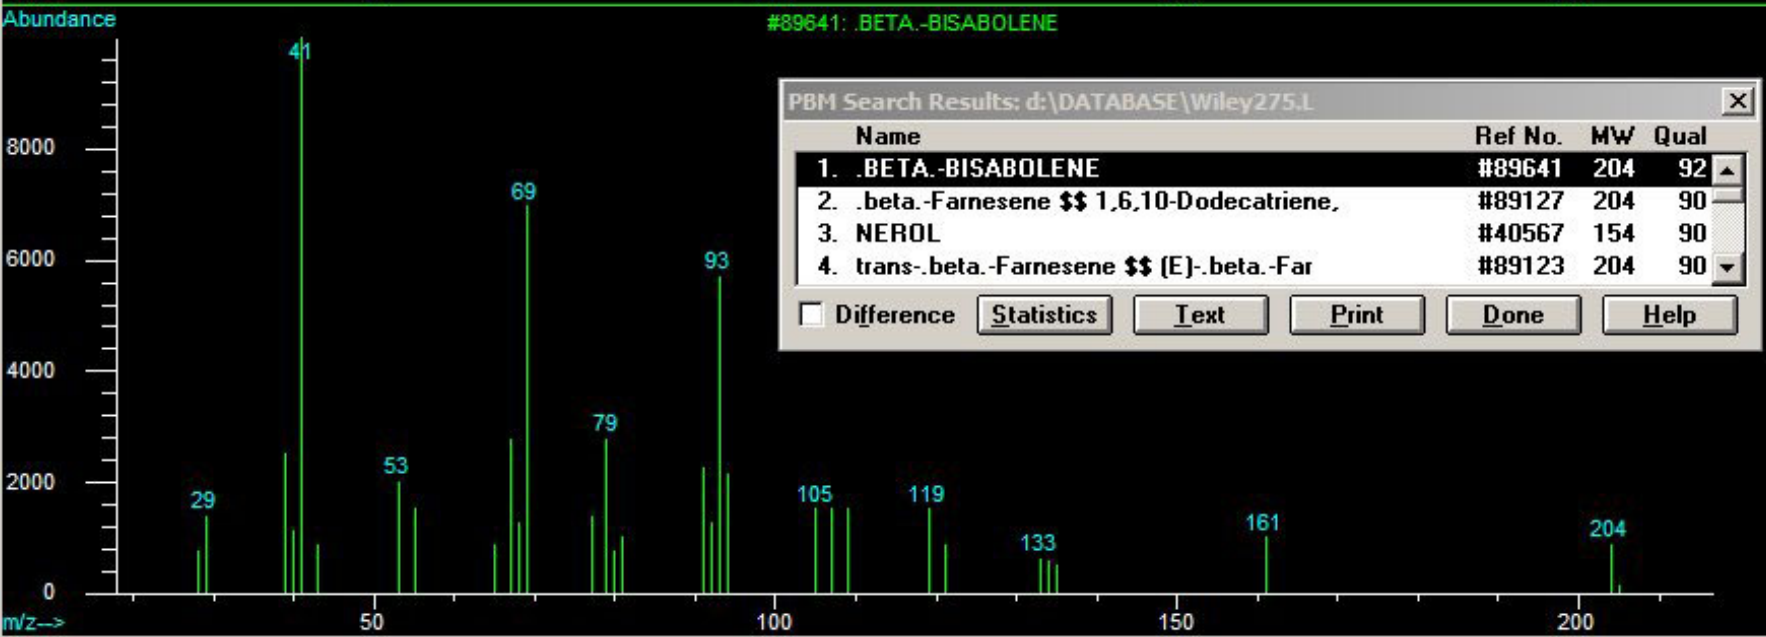 Abundance
#89641: .BETA.-BISABOLENE
41
PBM Search Results: d:\DATABASE\Wiley275.L
Name Ref No. MW Qual
1. .BETA.-BISABOLENE #89641 204 92
2. .beta.-Farnesene $$ 1,6,10-Dodecatriene, #89127 204 90
3. NEROL #40567 154 90
4. trans-.beta.-Farnesene $$ (E)-.beta.-Far #89123 204 90
Difference Statistics Text Print Done Help
8000
69
6000
93
4000
79
53
2000
29
105
119
133
161
204
0
m/z-->
50
100
150
200